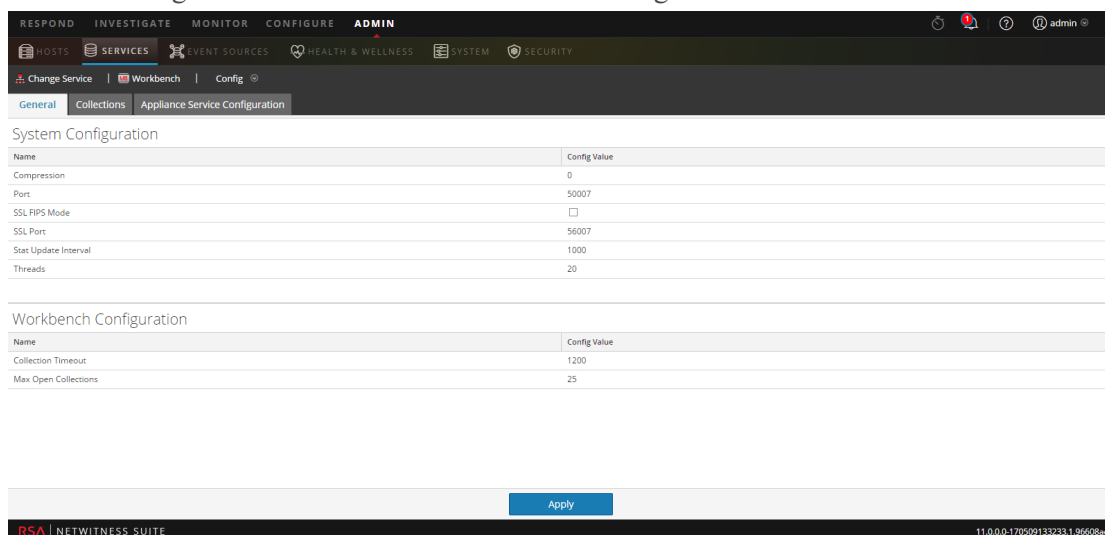 RESPOND INVESTIGATE MONITOR CONFIGURE ADMIN 1 ? admin
HOSTS SERVICES EVENT SOURCES HEALTH & WELLNESS SYSTEM SECURITY
Change Service | Workbench | Config
General Collections Appliance Service Configuration
System Configuration
Name Config Value
Compression 0
Port 50007
SSL FIPS Mode
SSL Port 56007
Stat Update Interval 1000
Threads 20
Workbench Configuration
Name Config Value
Collection Timeout 1200
Max Open Collections 25
Apply
RSA | NETWITNESS SUITE 11.0.0.0-170509133233.1.96608a